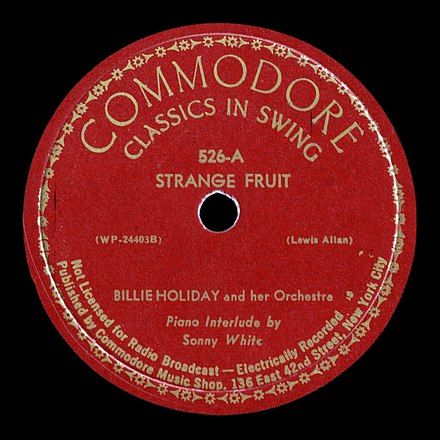 COMMODORE
CLASSICS IN SWING
526-A
STRANGE FRUIT
(WP-24403B) (Lewis Allan)
BILLIE HOLIDAY and her Orchestra
Piano Interlude by
Sonny White
Not Licensed for Radio Broadcast — Electrically Recorded
Published by Commodore Music Shop, 136 East 42nd Street, New York City